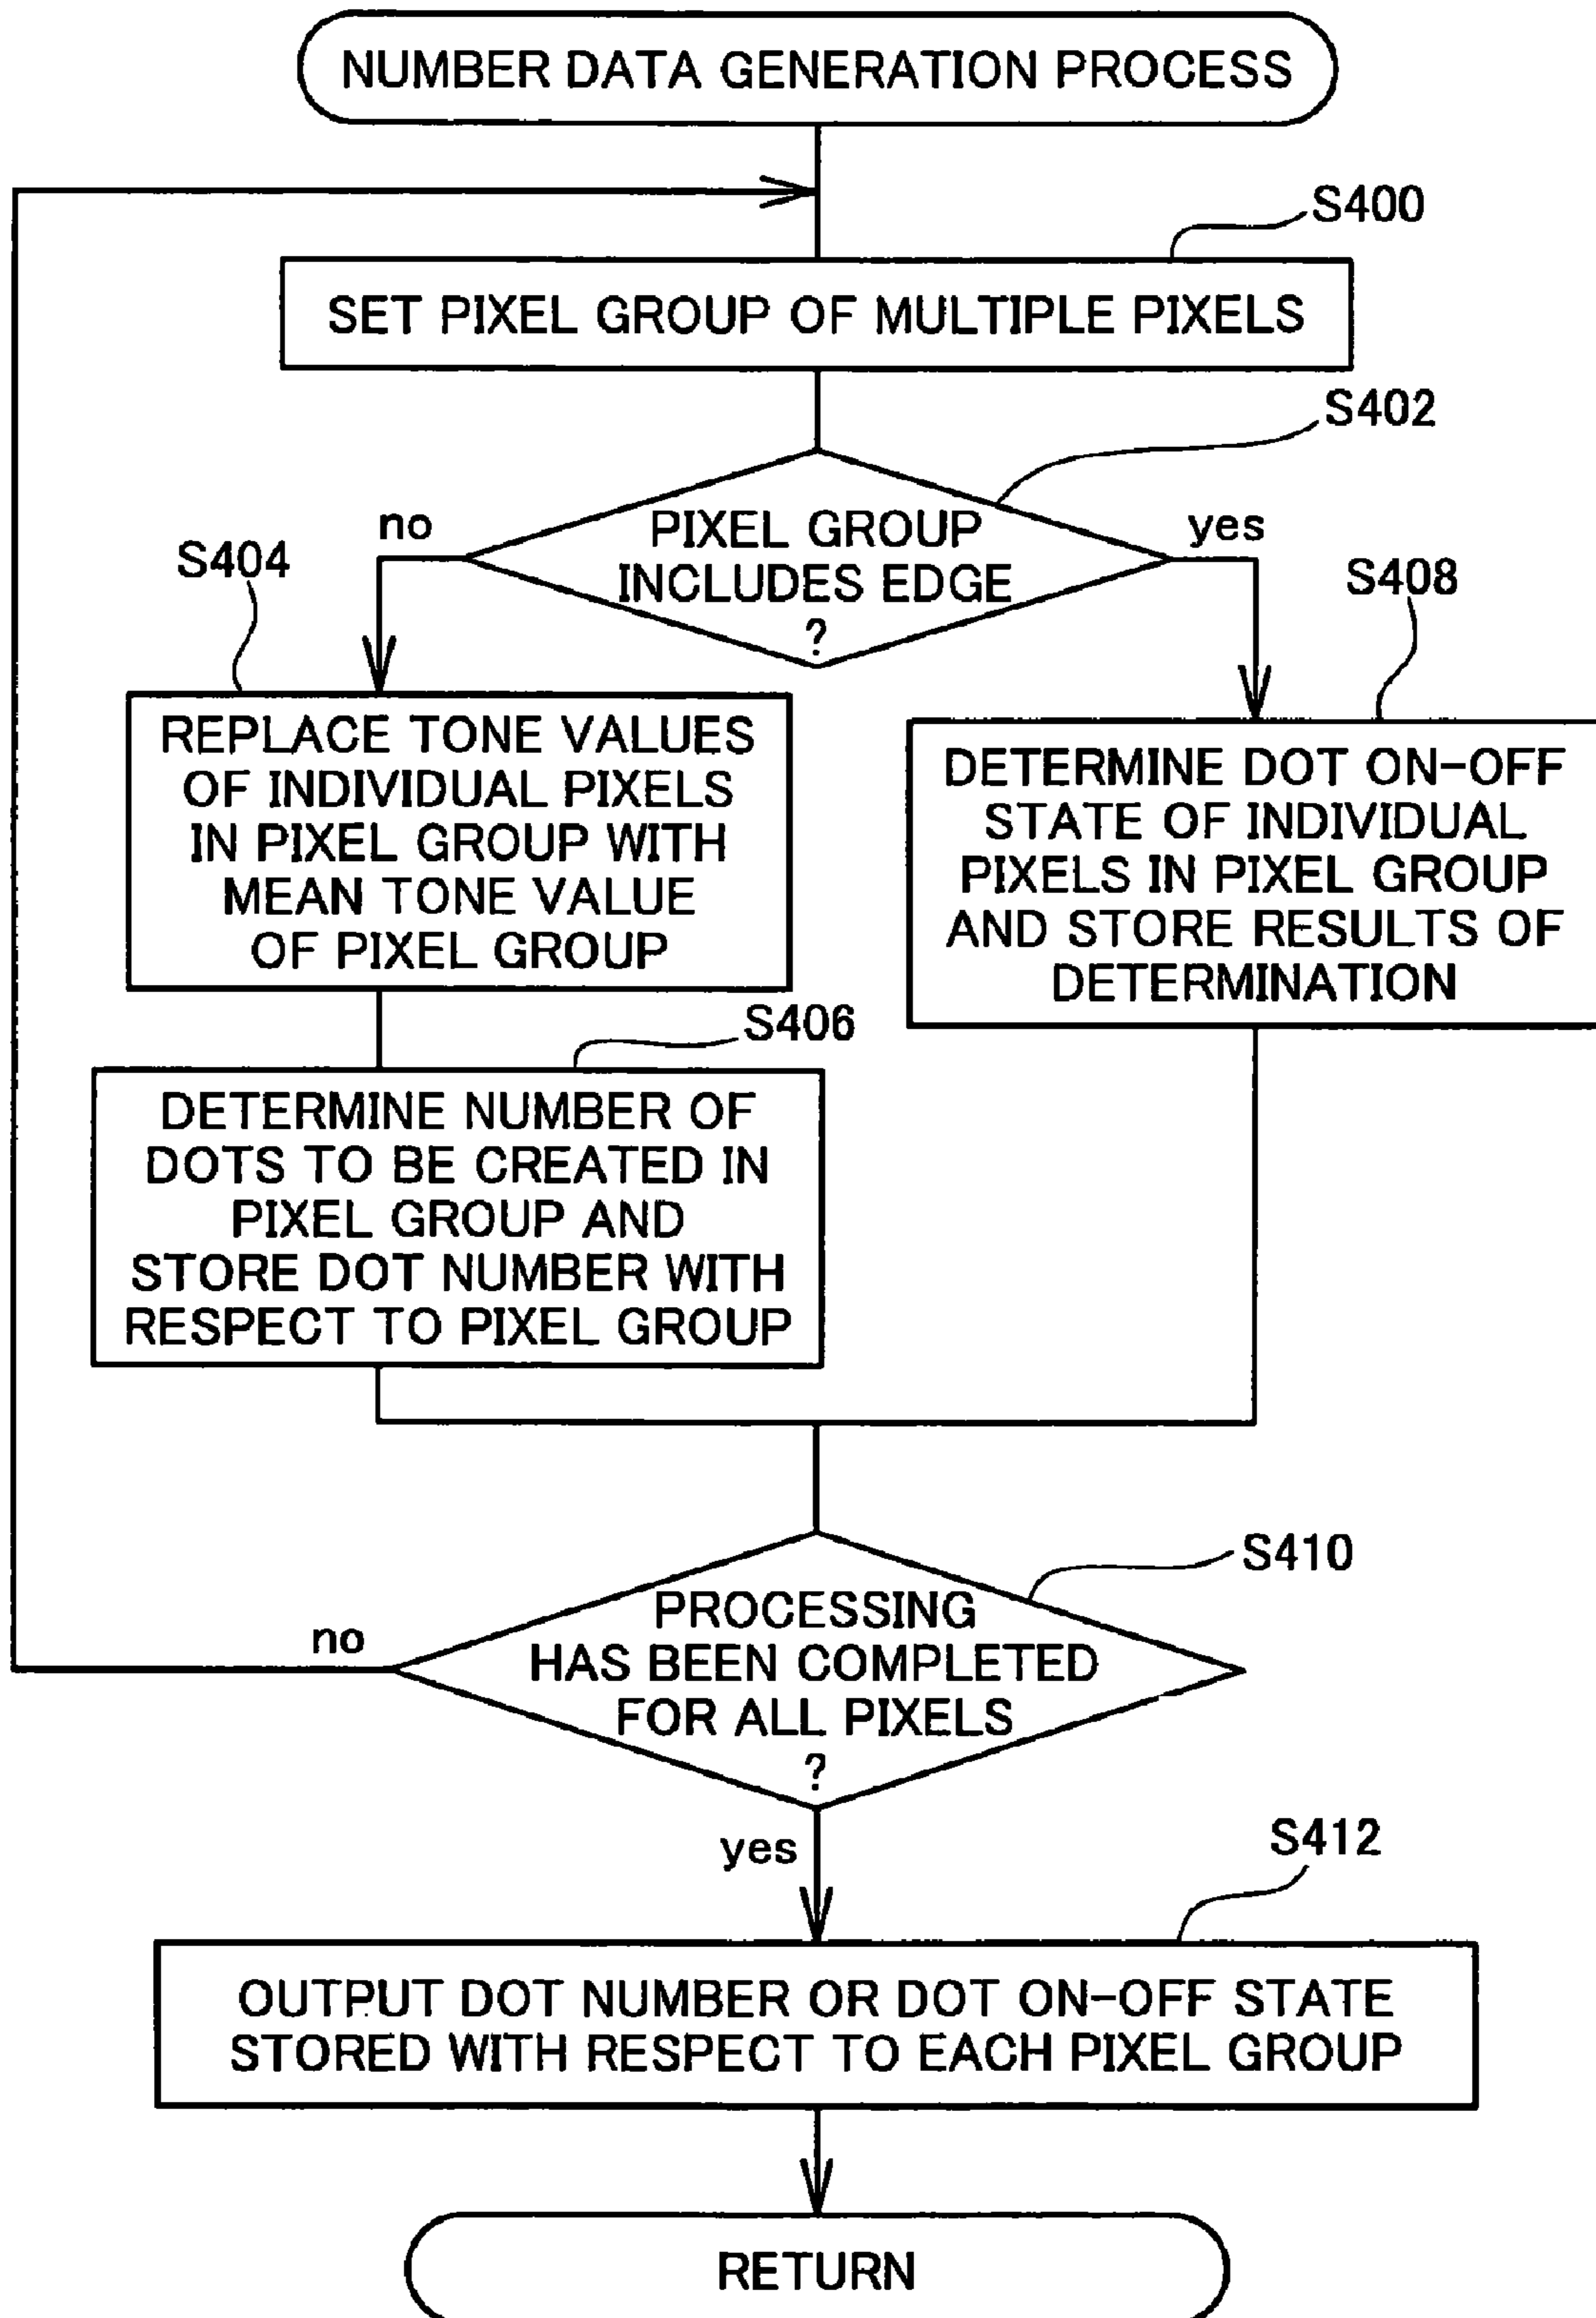 NUMBER DATA GENERATION PROCESS
S400
SET PIXEL GROUP OF MULTIPLE PIXELS
S402
PIXEL GROUP
INCLUDES EDGE
?
no
yes
S404
REPLACE TONE VALUES
OF INDIVIDUAL PIXELS
IN PIXEL GROUP WITH
MEAN TONE VALUE
OF PIXEL GROUP
S408
DETERMINE DOT ON-OFF
STATE OF INDIVIDUAL
PIXELS IN PIXEL GROUP
AND STORE RESULTS OF
DETERMINATION
S406
DETERMINE NUMBER OF
DOTS TO BE CREATED IN
PIXEL GROUP AND
STORE DOT NUMBER WITH
RESPECT TO PIXEL GROUP
S410
PROCESSING
HAS BEEN COMPLETED
FOR ALL PIXELS
?
no
yes
S412
OUTPUT DOT NUMBER OR DOT ON-OFF STATE
STORED WITH RESPECT TO EACH PIXEL GROUP
RETURN